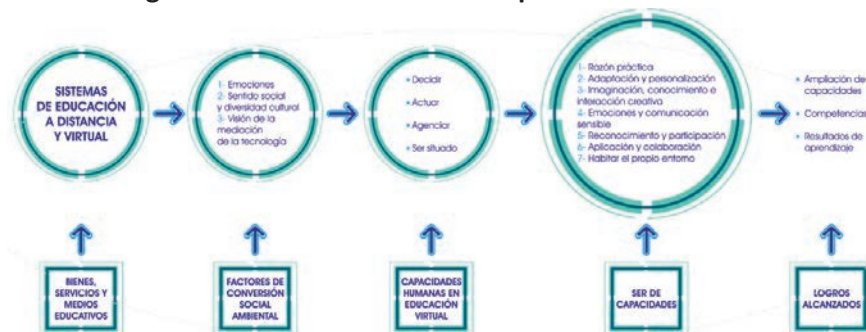 SISTEMAS
DE EDUCACIÓN
A DISTANCIA
Y VIRTUAL
1- Emociones
2- Sentido social
y diversidad cultural
3- Visión de la
mediación
de la tecnología
• Decidir
• Actuar
• Agenciar
• Ser situado
1- Razón práctica
2- Adaptación y personalización
3- Imaginación, conocimiento e
interacción creativa
4- Emociones y comunicación
sensible
5- Reconocimiento y participación
6- Aplicación y colaboración
7- Habitar el propio entorno
• Ampliación de
capacidades
• Competencia
• Resultados de
aprendizaje
BIENES,
SERVICIOS Y
MEDIOS
EDUCATIVOS
FACTORES DE
CONVERSIÓN
SOCIAL
AMBIENTAL
CAPACIDADES
HUMANAS EN
EDUCACIÓN
VIRTUAL
SER DE
CAPACIDADES
LOGROS
ALCANZADOS